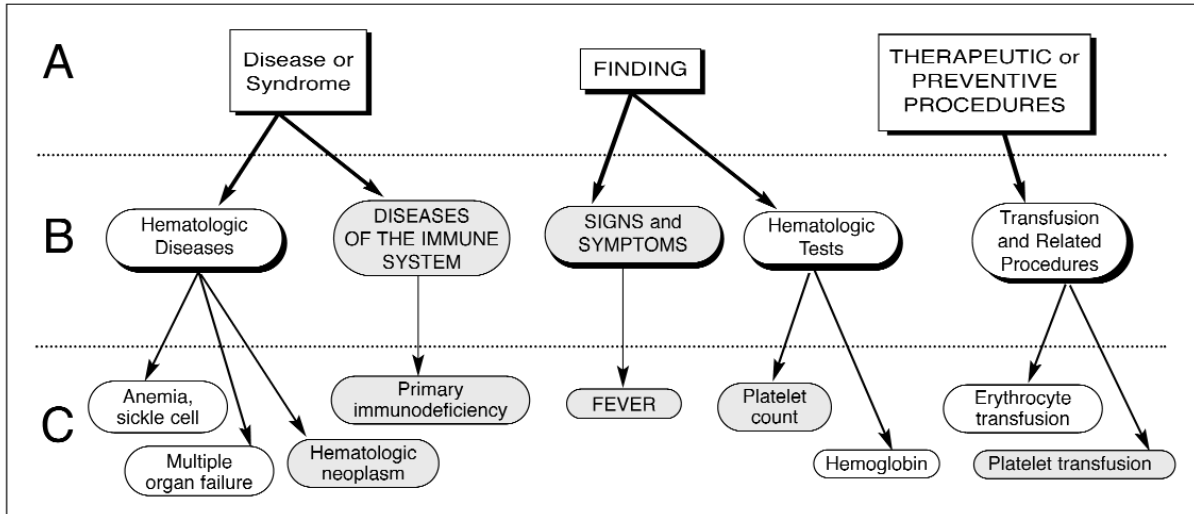 A
Disease or
Syndrome
FINDING
THERAPEUTIC or
PREVENTIVE
PROCEDURES
B
Hematologic
Diseases
DISEASES
OF THE IMMUNE
SYSTEM
SIGNS and
SYMPTOMS
Hematologic
Tests
Transfusion
and Related
Procedures
C
Anemia,
sickle cell
Multiple
organ failure
Hematologic
neoplasm
Primary
immunodeficiency
FEVER
Platelet
count
Hemoglobin
Erythrocyte
transfusion
Platelet transfusion